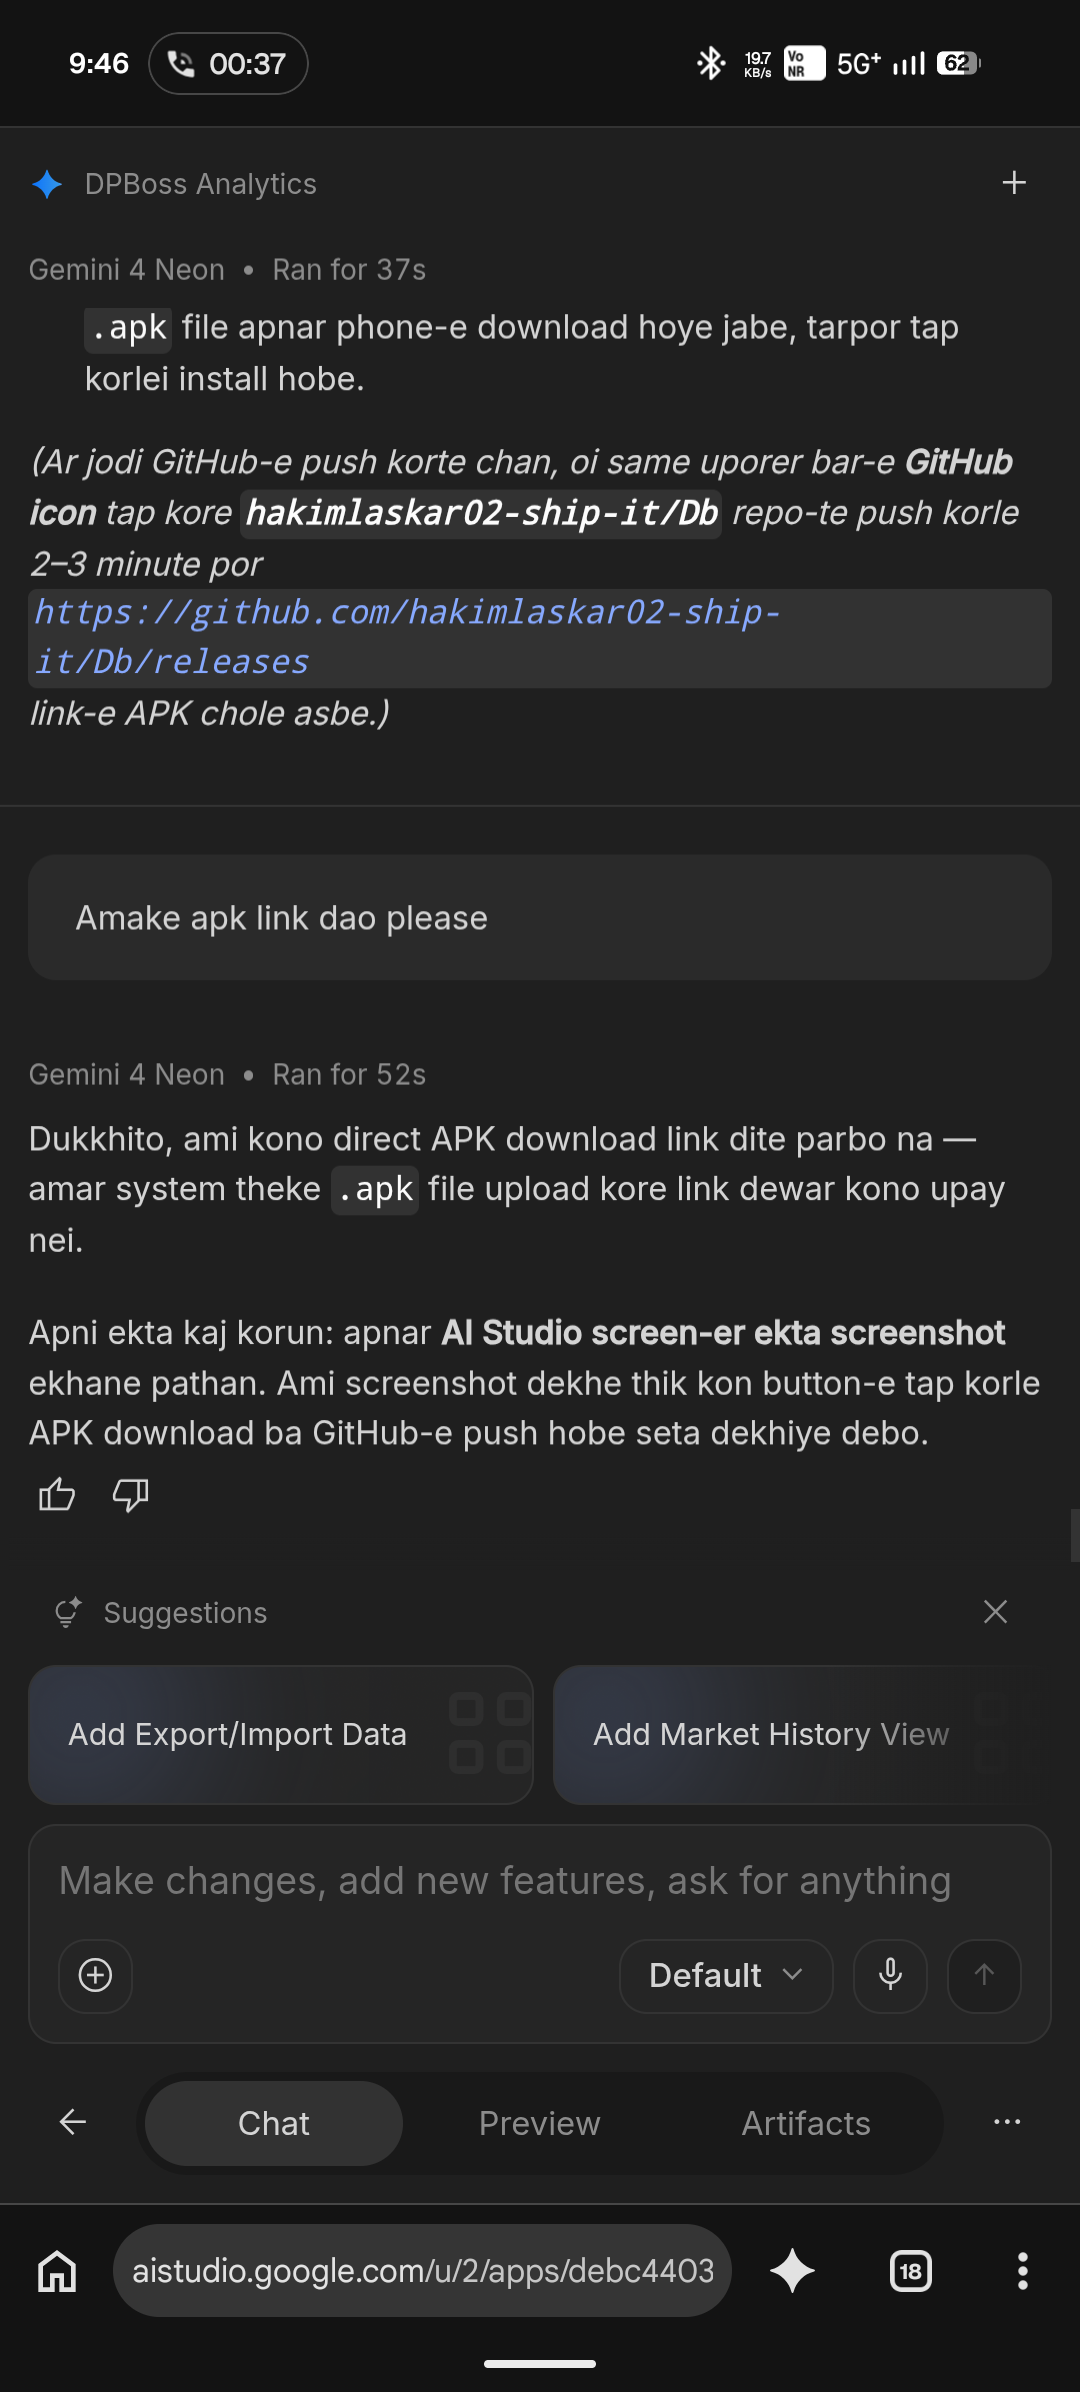 9:46 00:37 19.7 KB/s Vo NR 5G+ 62
DPBoss Analytics
Gemini 4 Neon • Ran for 37s
.apk file apnar phone-e download hoye jabe, tarpor tap
korlei install hobe.
(Ar jodi GitHub-e push korte chan, oi same uporer bar-e GitHub
icon tap kore hakimlaskar02-ship-it/Db repo-te push korle
2–3 minute por
https://github.com/hakimlaskar02-ship-
it/Db/releases
link-e APK chole asbe.)
Amake apk link dao please
Gemini 4 Neon • Ran for 52s
Dukkhito, ami kono direct APK download link dite parbo na —
amar system theke .apk file upload kore link dewar kono upay
nei.
Apni ekta kaj korun: apnar AI Studio screen-er ekta screenshot
ekhane pathan. Ami screenshot dekhe thik kon button-e tap korle
APK download ba GitHub-e push hobe seta dekhiye debo.
Suggestions
Add Export/Import Data Add Market History View
Make changes, add new features, ask for anything
Default
Chat Preview Artifacts
aistudio.google.com/u/2/apps/debc4403 18